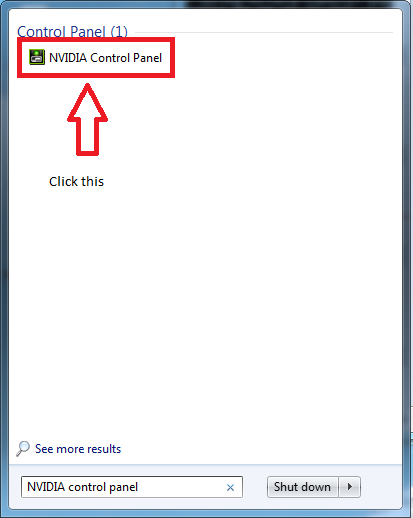 Control Panel (1)
NVIDIA Control Panel
Click this
See more results
NVIDIA control panel
Shut down